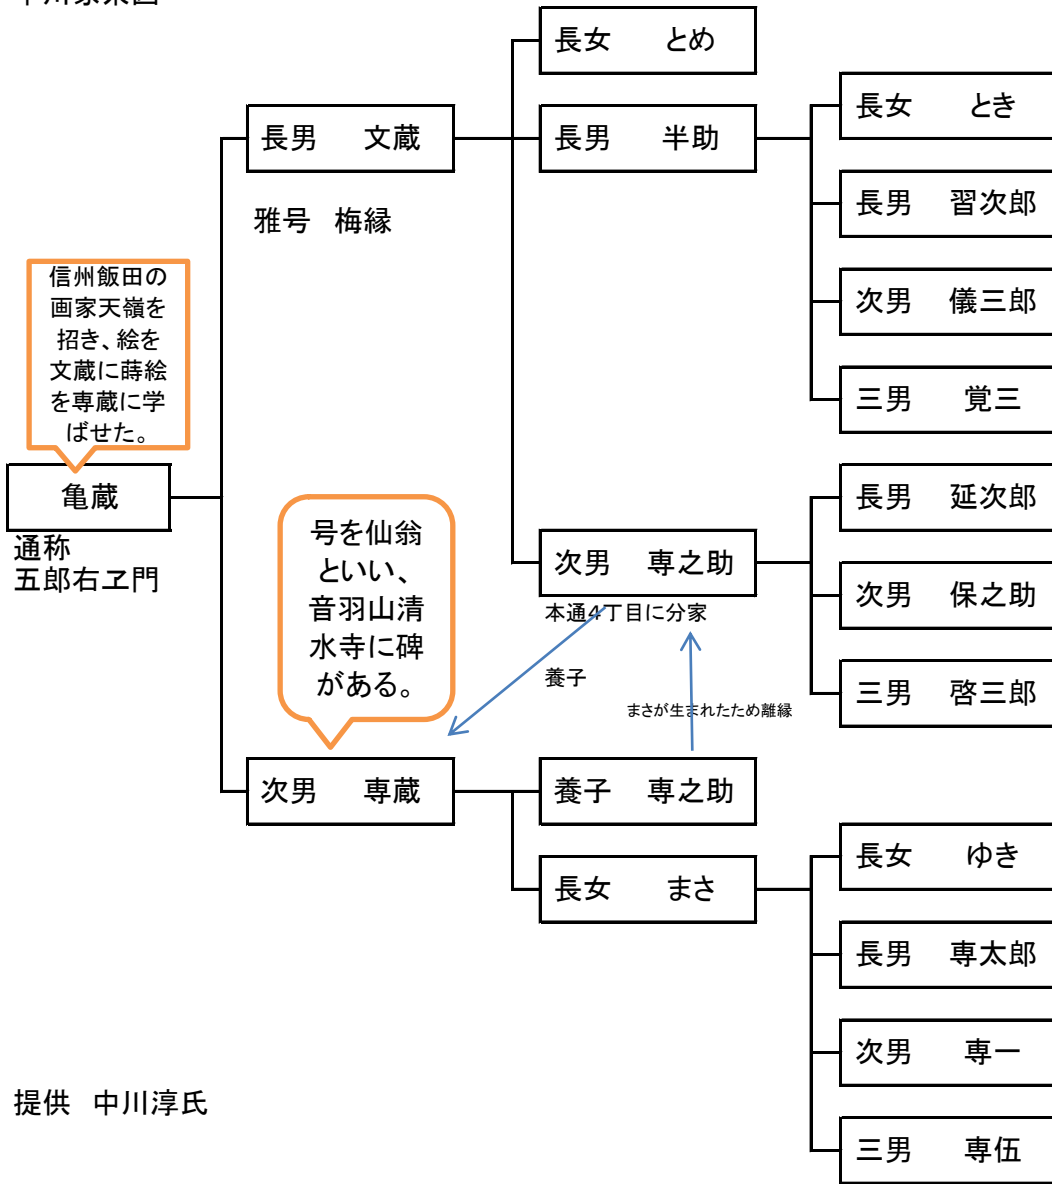 長女 とめ
長男 文蔵
雅号 梅縁
長男 半助
長女 とき
長男 習次郎
次男 儀三郎
三男 覚三
信州飯田の
画家天嶺を
招き、絵を
文蔵に蒔絵
を専蔵に学
ばせた。
亀蔵
通称
五郎右ヱ門
号を仙翁
といい、
音羽山清
水寺に碑
がある。
次男 専之助
本通4丁目に分家
養子
まさが生まれたため離縁
長男 延次郎
次男 保之助
三男 啓三郎
次男 専蔵
養子 専之助
長女 まさ
長女 ゆき
長男 専太郎
次男 専一
三男 専伍
提供 中川淳氏